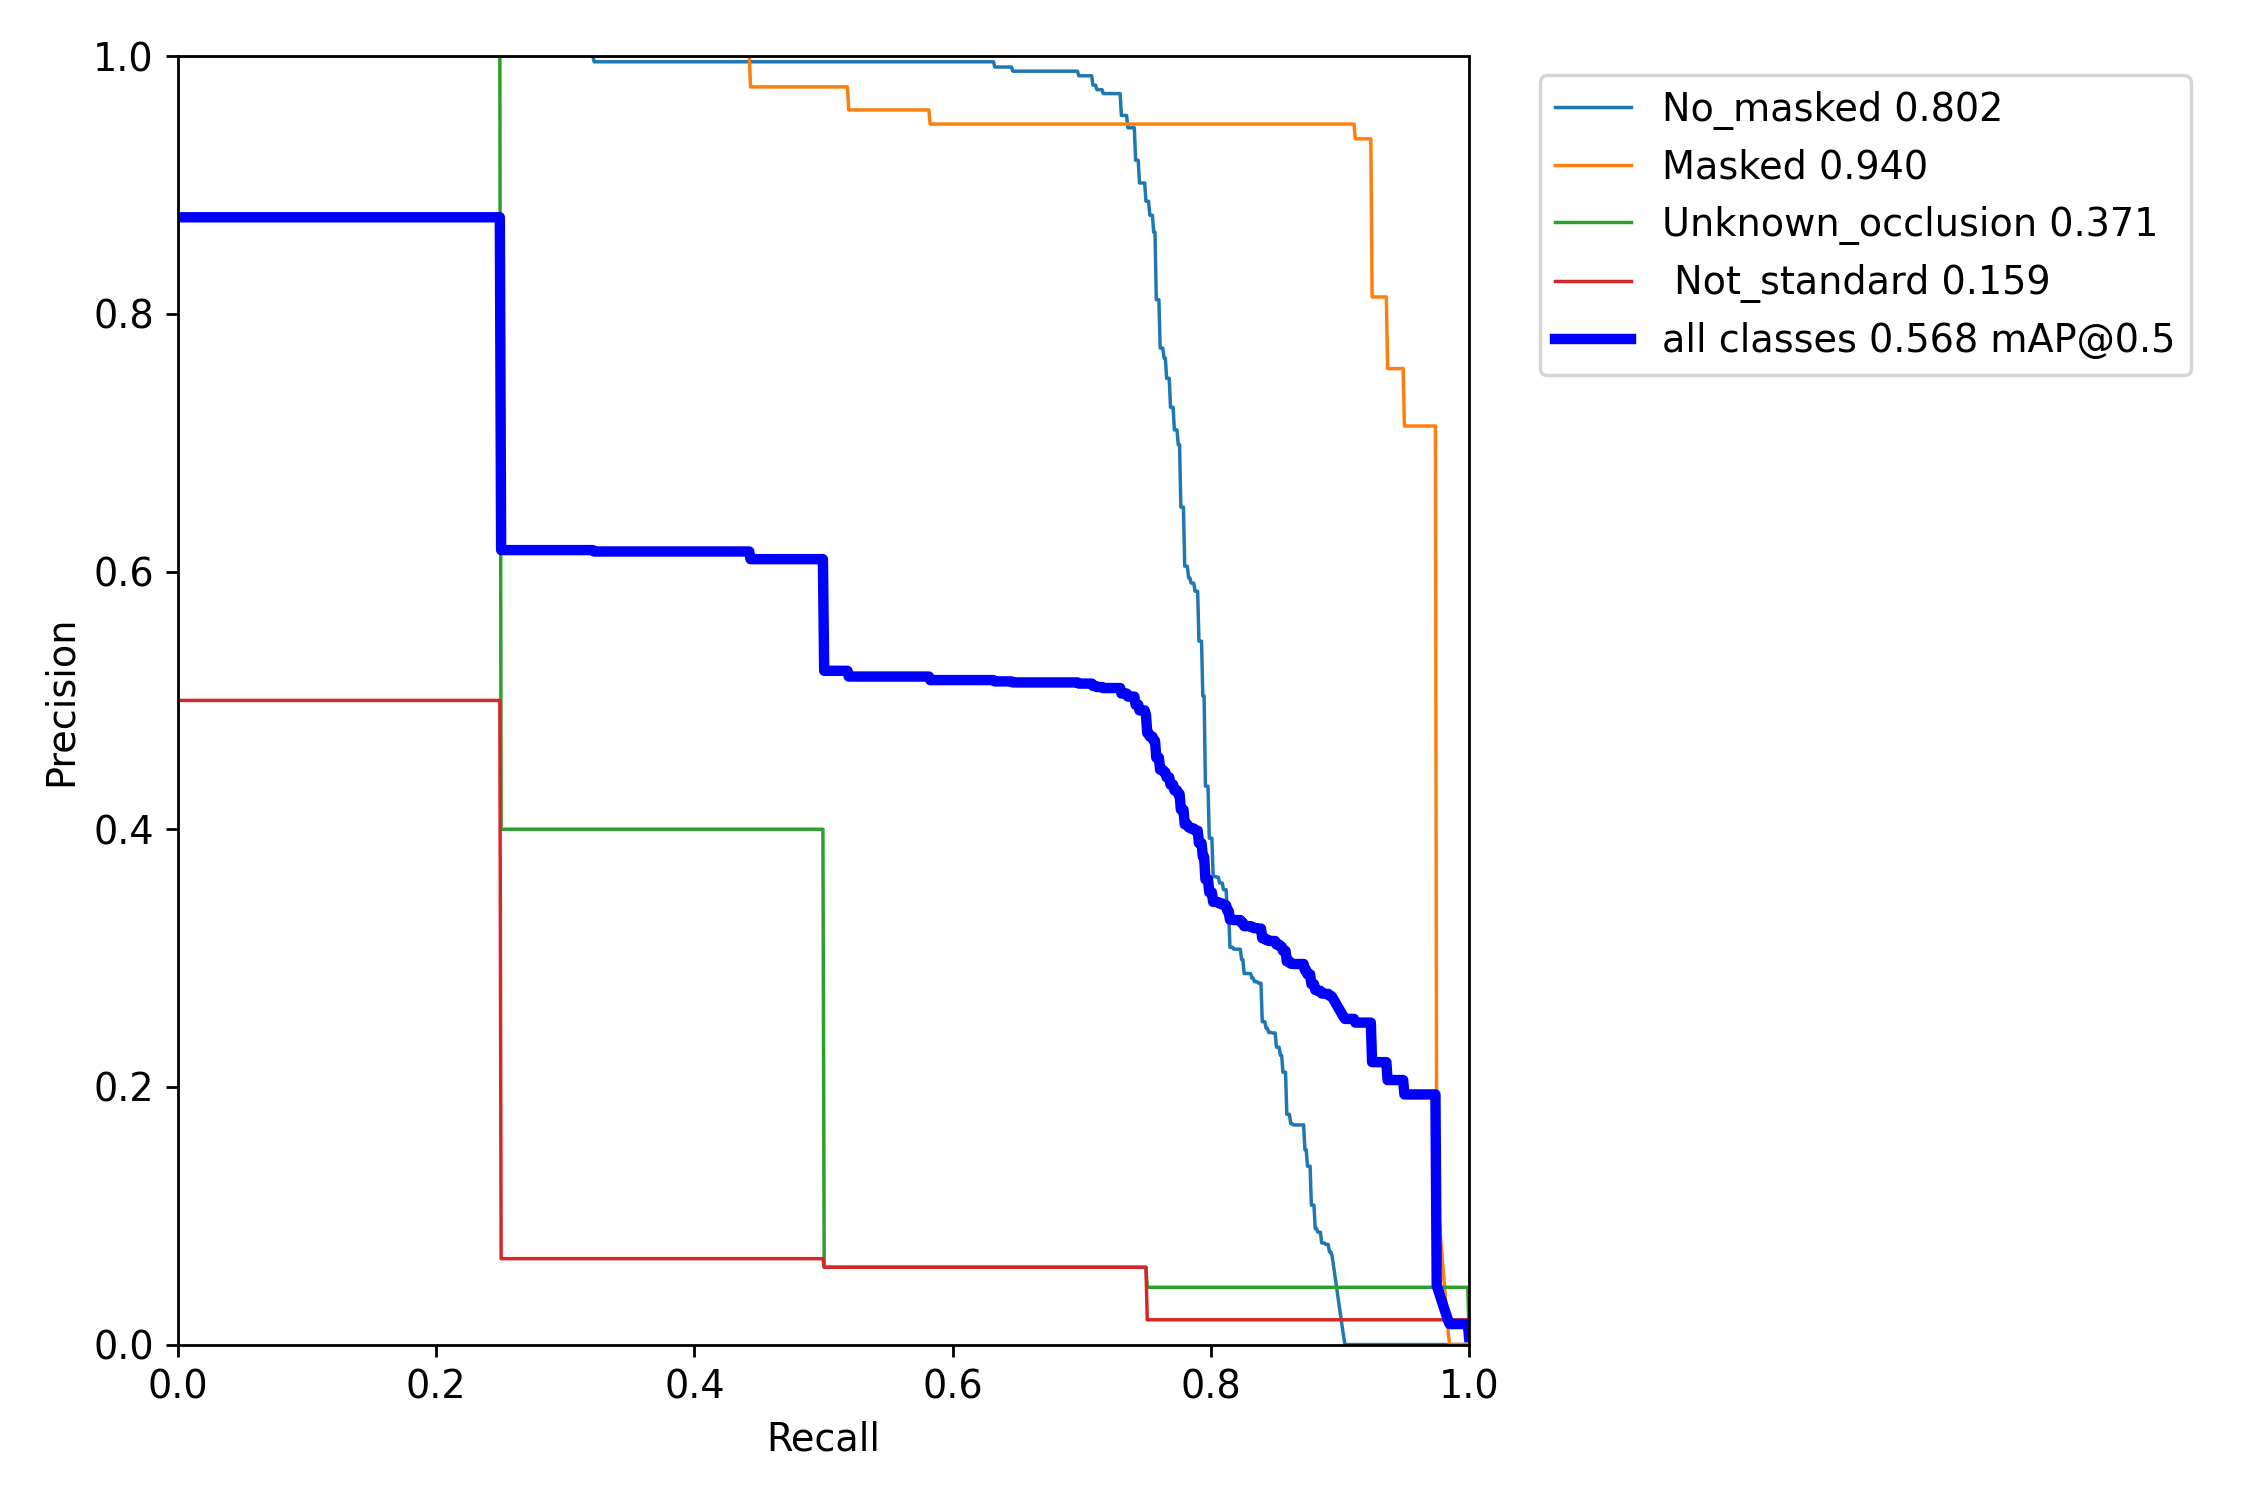 1.0
0.8
0.6
0.4
0.2
0.0
Precision
0.0 0.2 0.4 0.6 0.8 1.0
Recall
No_masked 0.802
Masked 0.940
Unknown_occlusion 0.371
Not_standard 0.159
all classes 0.568 mAP@0.5